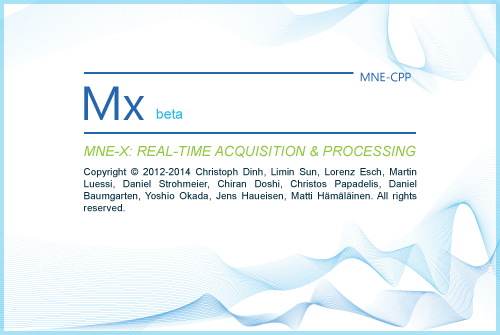 MNE-CPP
Mx beta
MNE-X: REAL-TIME ACQUISITION & PROCESSING
Copyright © 2012-2014 Christoph Dinh, Limin Sun, Lorenz Esch, Martin
Luessi, Daniel Strohmeier, Chiran Doshi, Christos Papadelis, Daniel
Baumgarten, Yoshio Okada, Jens Haueisen, Matti Hämäläinen. All rights
reserved.